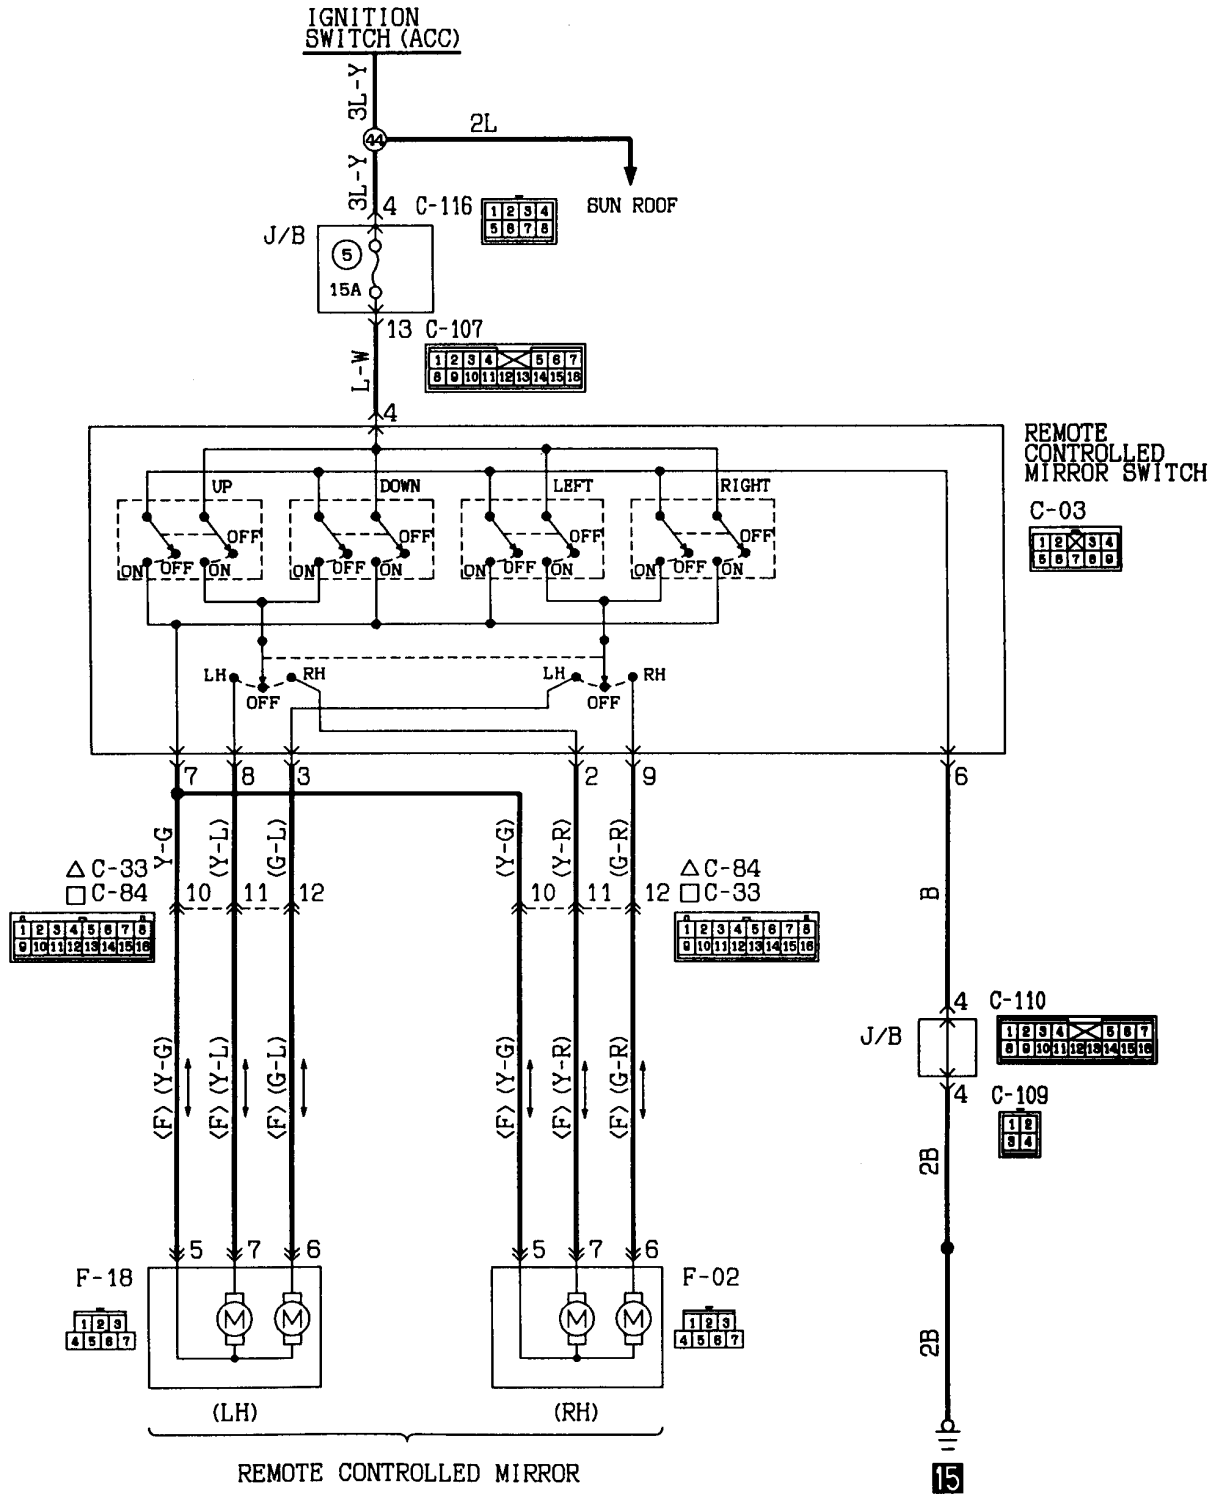 IGNITION
SWITCH (ACC)
3L-Y
44
2L
3L-Y
SUN ROOF
4
C-116
1 2 3 4
5 6 7 8
J/B
5
15A
13
C-107
1 2 3 4 5 6 7
8 9 10 11 12 13 14 15 16
L-W
4
REMOTE
CONTROLLED
MIRROR SWITCH
C-03
1 2 3 4
5 6 7 8 9
UP
DOWN
LEFT
RIGHT
OFF
OFF
OFF
OFF
ON OFF ON
ON OFF ON
ON OFF ON
ON OFF ON
LH
RH
OFF
LH
RH
OFF
7 8 3 2 9 6
Y-G
(Y-L)
(G-L)
(Y-G)
(Y-R)
(G-R)
B
△ C-33
□ C-84
10 11 12
10 11 12
△ C-84
□ C-33
1 2 3 4 5 6 7 8
9 10 11 12 13 14 15 16
1 2 3 4 5 6 7 8
9 10 11 12 13 14 15 16
4
C-110
1 2 3 4 5 6 7
8 9 10 11 12 13 14 15 16
J/B
4
C-109
1 2
3 4
<F> (Y-G)
<F> (Y-L)
<F> (G-L)
<F> (Y-G)
<F> (Y-R)
<F> (G-R)
2B
5 7 6
5 7 6
F-18
1 2 3
4 5 6 7
M M
M M
F-02
1 2 3
4 5 6 7
2B
(LH)
(RH)
REMOTE CONTROLLED MIRROR
15